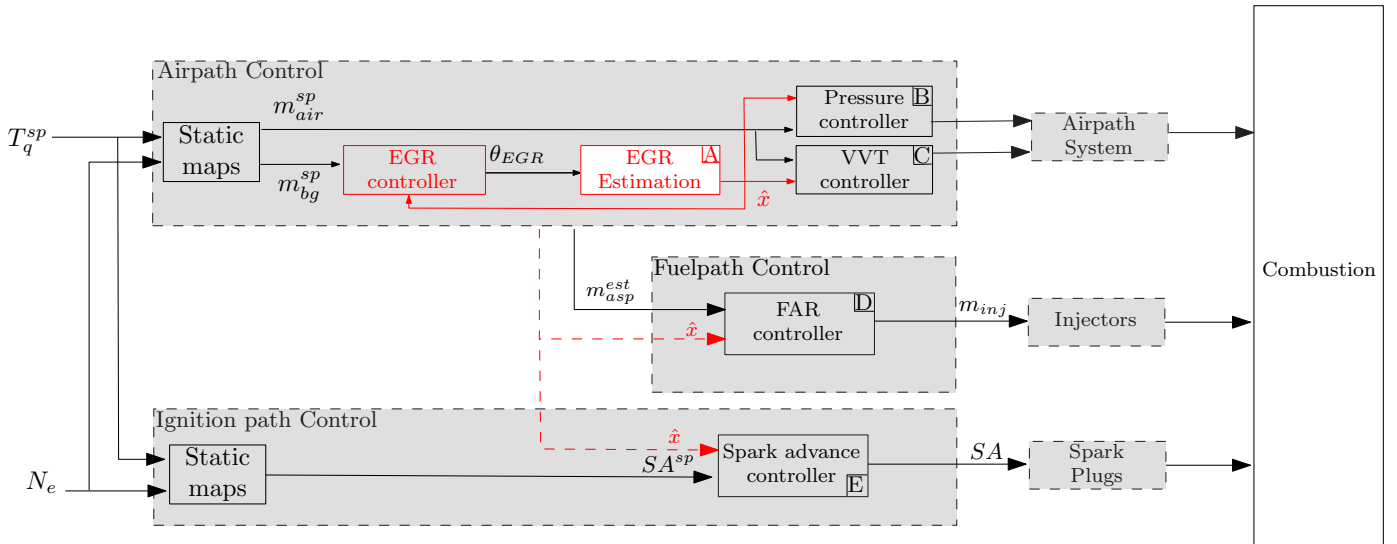 Airpath Control
T_q^{sp}
m_{air}^{sp}
Static
maps
m_{bg}^{sp}
EGR
controller
θ_{EGR}
EGR
Estimation
A
x̂
Pressure
controller
B
VVT
controller
C
Airpath
System
Fuelpath Control
m_{asp}^{est}
x̂
FAR
controller
D
m_{inj}
Injectors
Combustion
Ignition path Control
N_e
Static
maps
SA^{sp}
x̂
Spark advance
controller
E
SA
Spark
Plugs